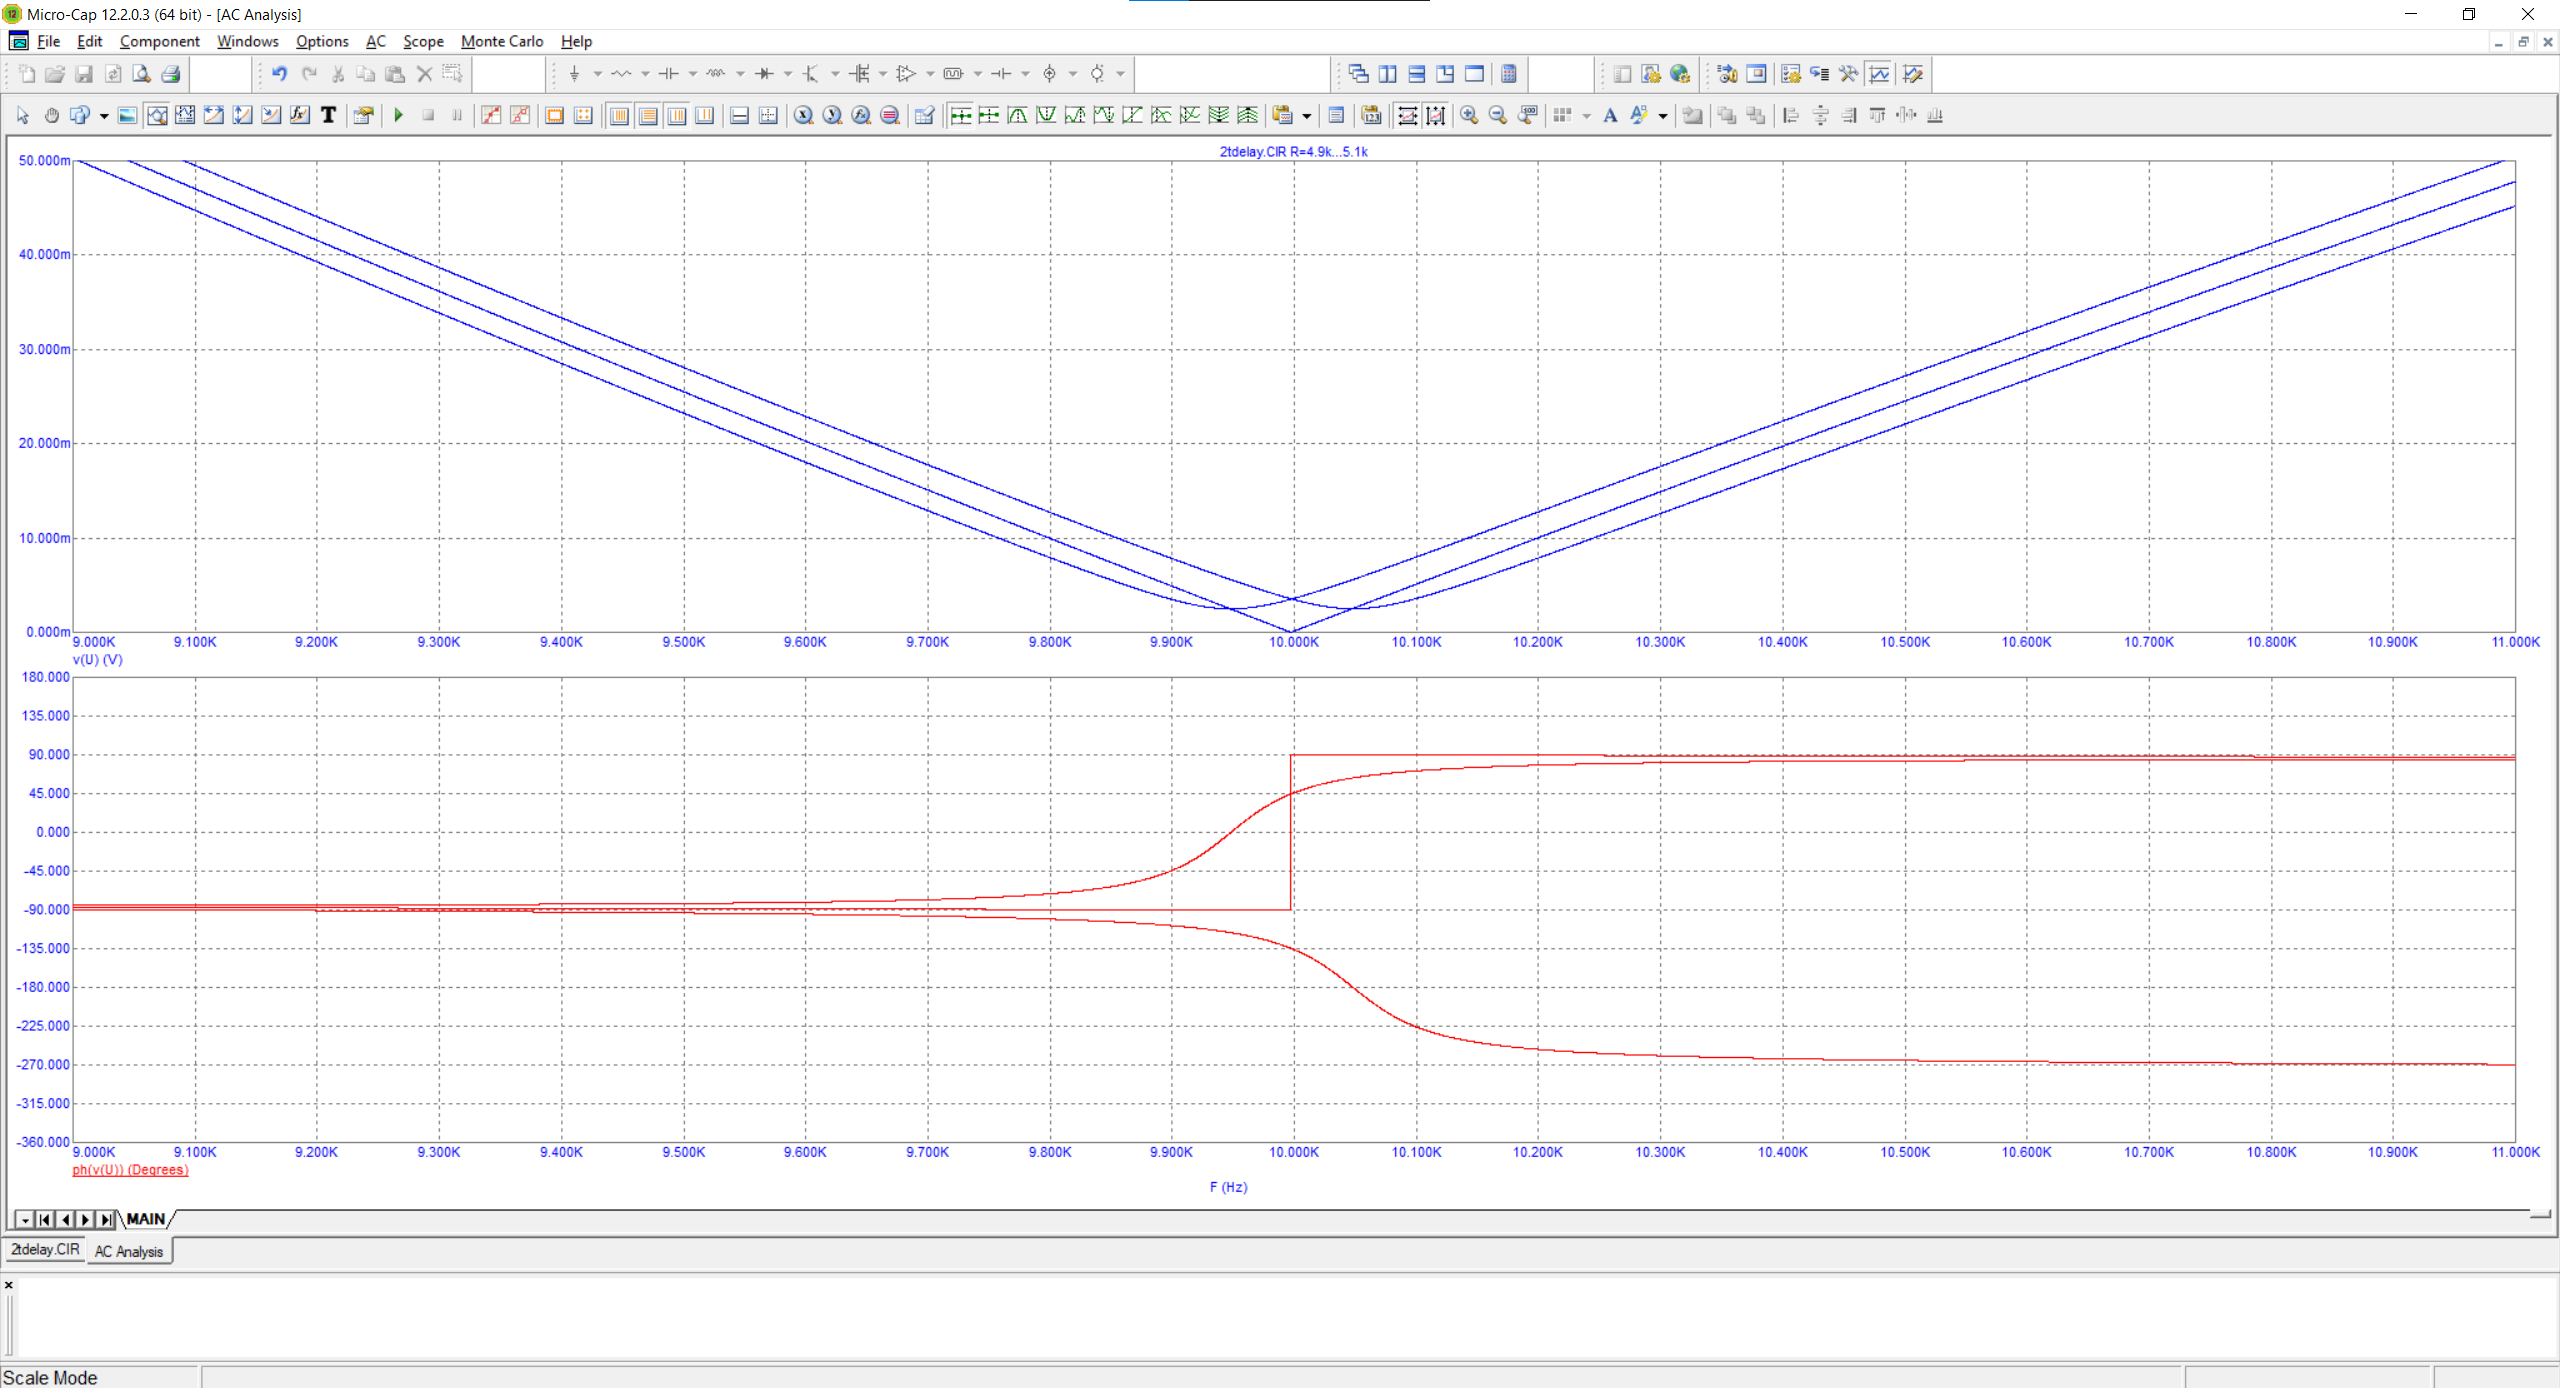 Micro-Cap 12.2.0.3 (64 bit) - [AC Analysis]
File Edit Component Windows Options AC Scope Monte Carlo Help
2tdelay.CIR R=4.9k...5.1k
50.000m
40.000m
30.000m
20.000m
10.000m
0.000m
9.000K 9.100K 9.200K 9.300K 9.400K 9.500K 9.600K 9.700K 9.800K 9.900K 10.000K 10.100K 10.200K 10.300K 10.400K 10.500K 10.600K 10.700K 10.800K 10.900K 11.000K
v(U) (V)
180.000
135.000
90.000
45.000
0.000
-45.000
-90.000
-135.000
-180.000
-225.000
-270.000
-315.000
-360.000
9.000K 9.100K 9.200K 9.300K 9.400K 9.500K 9.600K 9.700K 9.800K 9.900K 10.000K 10.100K 10.200K 10.300K 10.400K 10.500K 10.600K 10.700K 10.800K 10.900K 11.000K
ph(v(U)) (Degrees)
F (Hz)
MAIN
2tdelay.CIR AC Analysis
Scale Mode